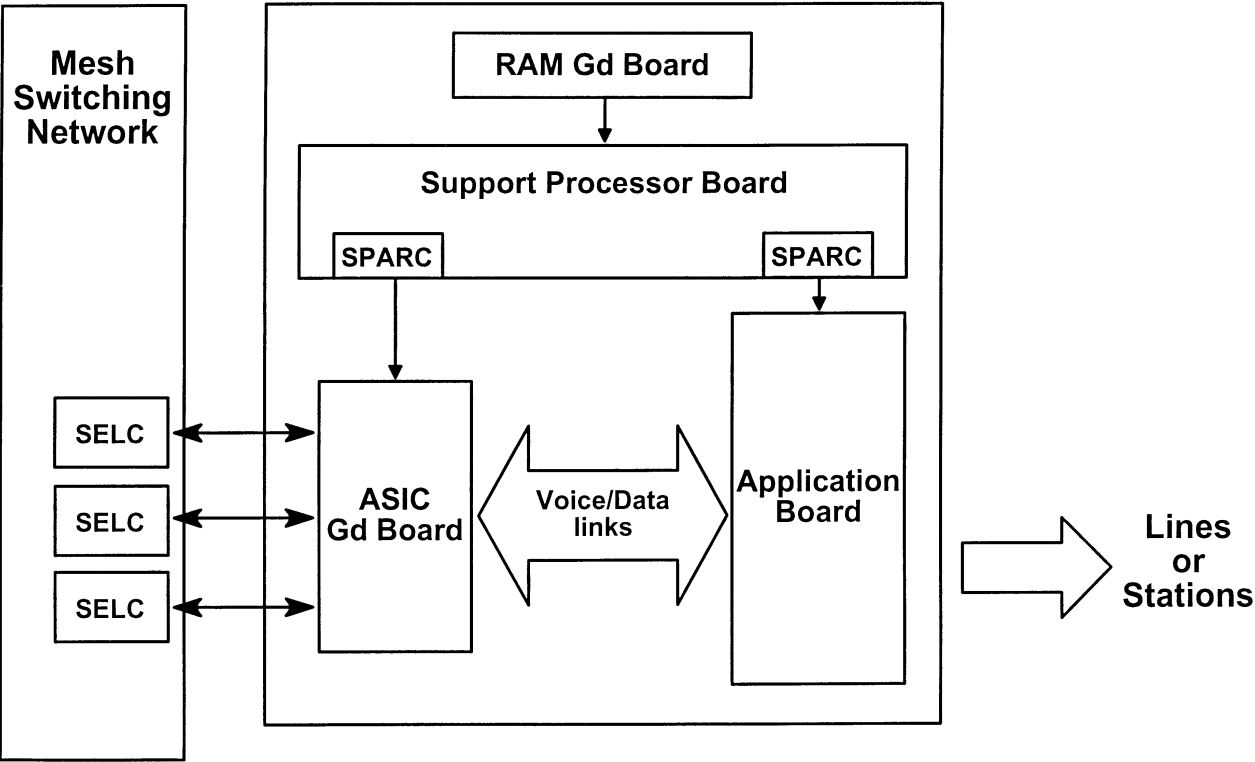 Mesh
Switching
Network
RAM Gd Board
Support Processor Board
SPARC
SPARC
SELC
SELC
SELC
ASIC
Gd Board
Voice/Data
links
Application
Board
Lines
or
Stations